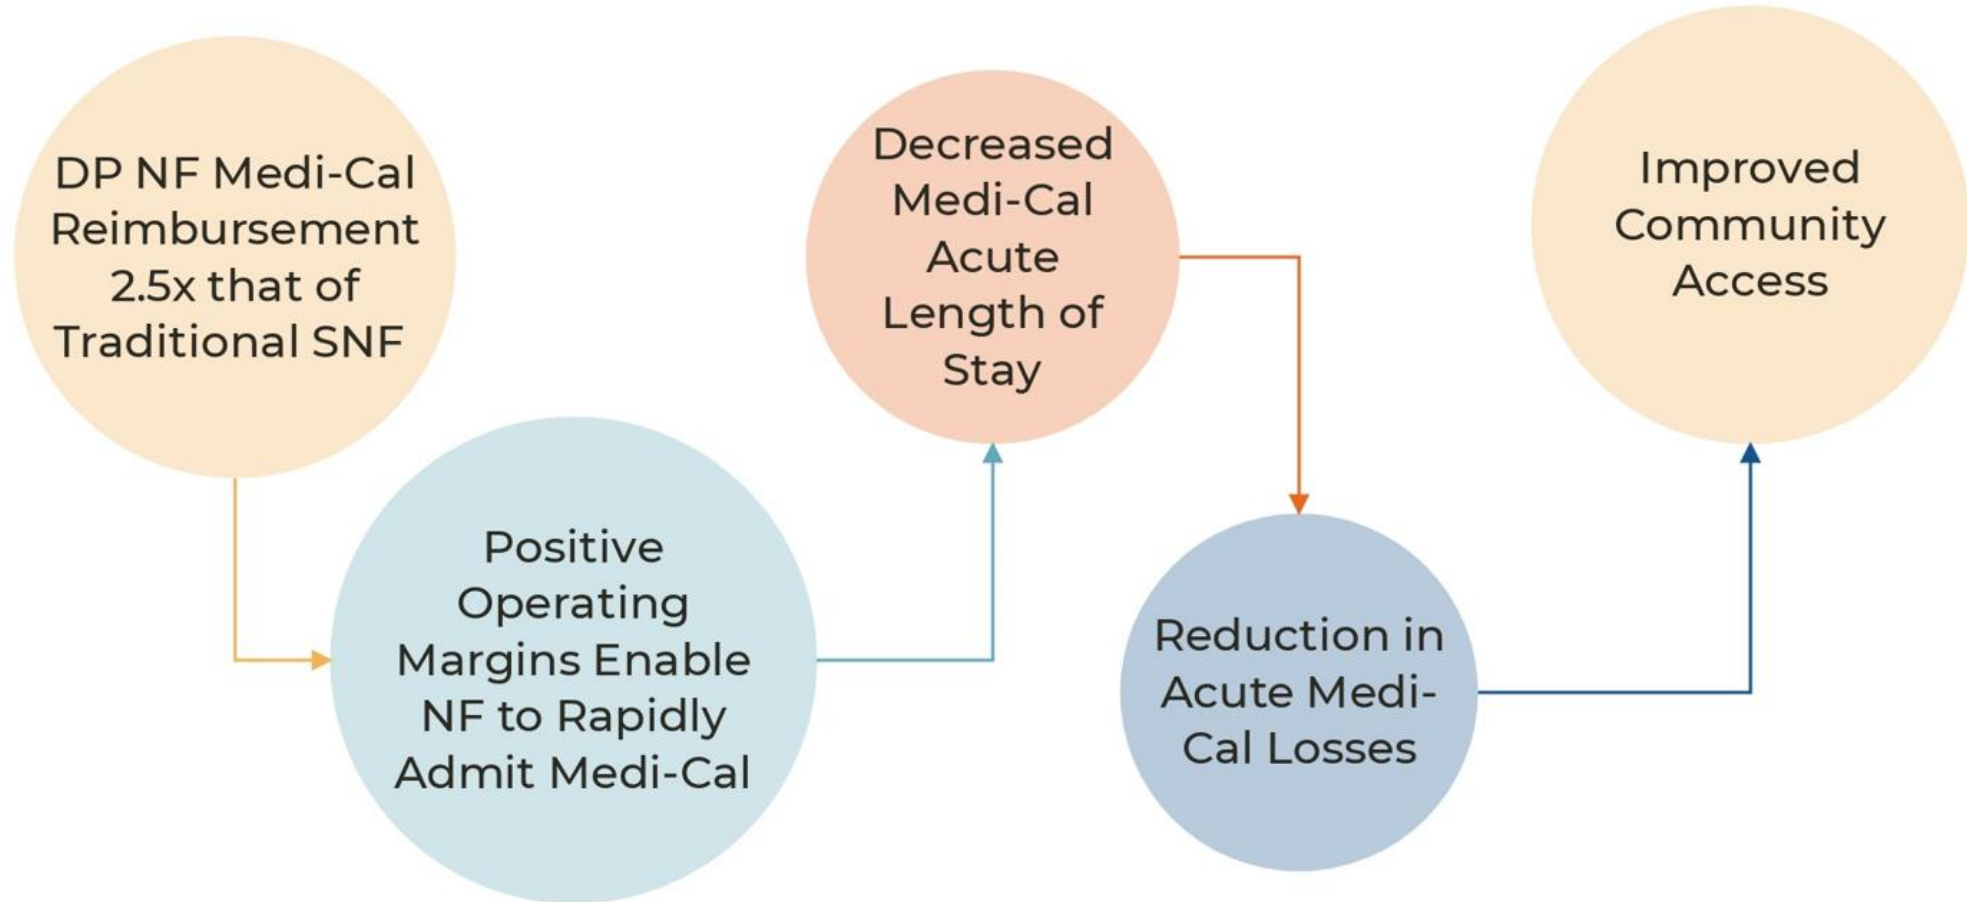 DP NF Medi-Cal
Reimbursement
2.5x that of
Traditional SNF
Positive
Operating
Margins Enable
NF to Rapidly
Admit Medi-Cal
Decreased
Medi-Cal
Acute
Length of
Stay
Reduction in
Acute Medi-
Cal Losses
Improved
Community
Access